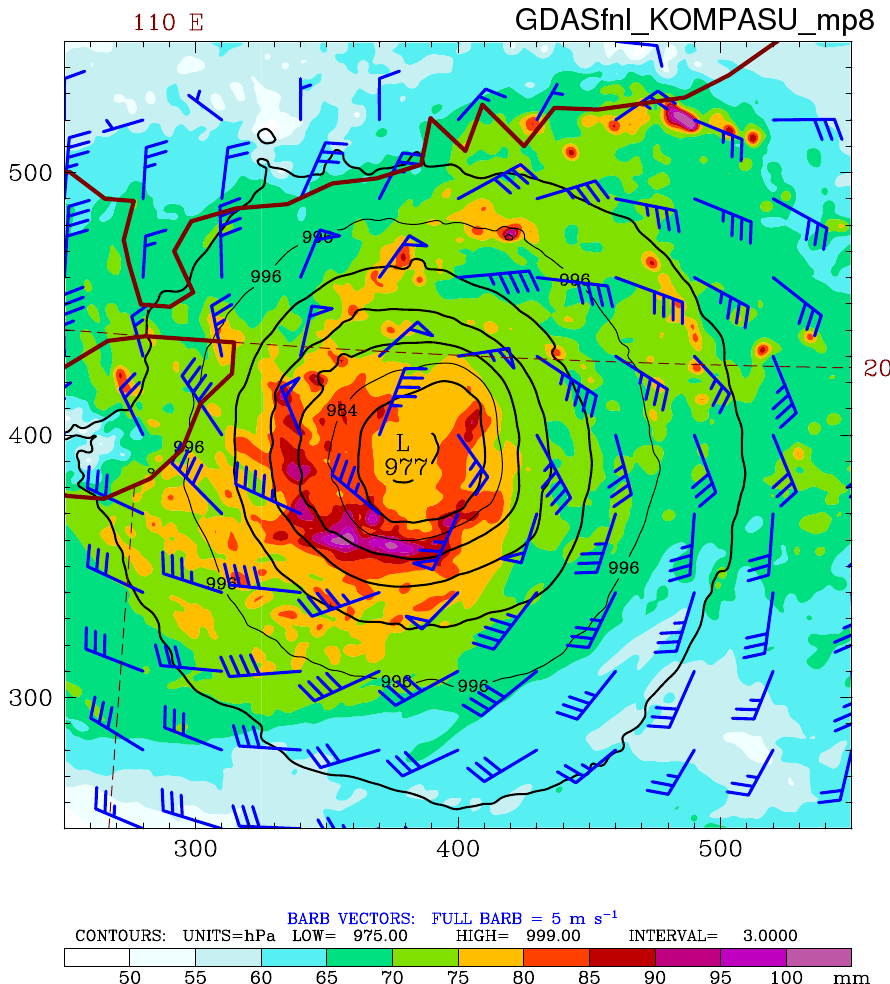 110 E GDASfnl_KOMPASU_mp8
500
996
996 996
20
984
400 L
996 977
996 996
996 996
300
300 400 500
BARB VECTORS: FULL BARB = 5 m s⁻¹
CONTOURS: UNITS=hPa LOW= 975.00 HIGH= 999.00 INTERVAL= 3.0000
50 55 60 65 70 75 80 85 90 95 100 mm